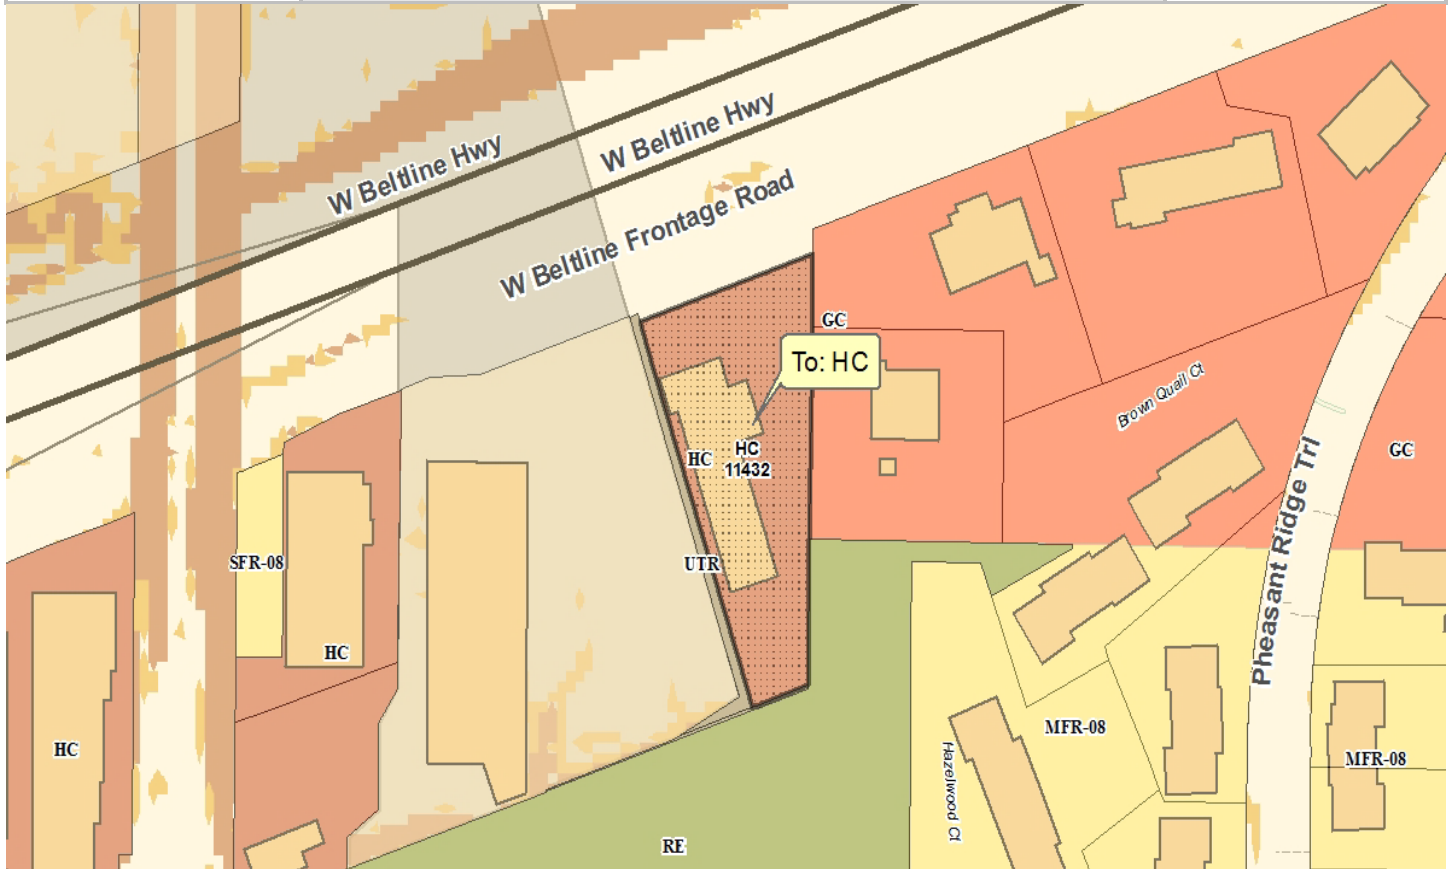 W Beltline Hwy
W Beltline Hwy
W Beltline Frontage Road
GC
To: HC
Brown Quail Ct
HC
HC
11432
GC
Pheasant Ridge Trl
SFR-08
UTR
HC
HC
MFR-08
Hazelwood Ct
MFR-08
RE